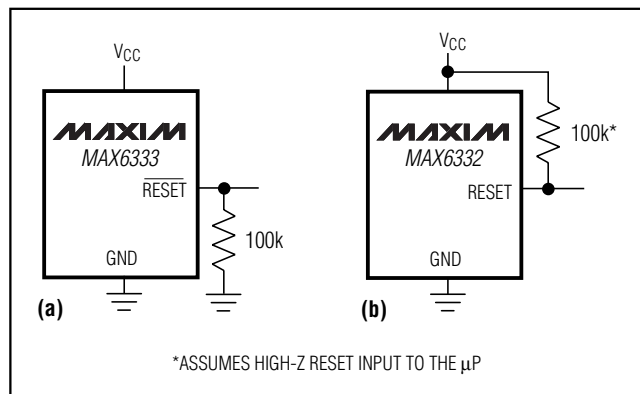 VCC
MAXIM
MAX6333
RESET
100k
GND
(a)
VCC
MAXIM
MAX6332
100k*
RESET
GND
(b)
*ASSUMES HIGH-Z RESET INPUT TO THE µP